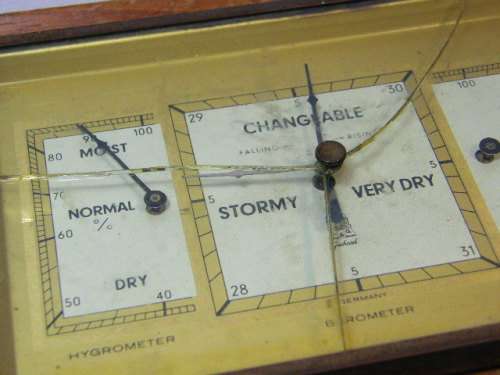 80 90 100
MOIST
70
NORMAL
%
60
DRY
50 40
HYGROMETER
29 5 30
CHANGEABLE
FALLING RISING
5 5
STORMY VERY DRY
28 5 31
GERMANY
BAROMETER
100